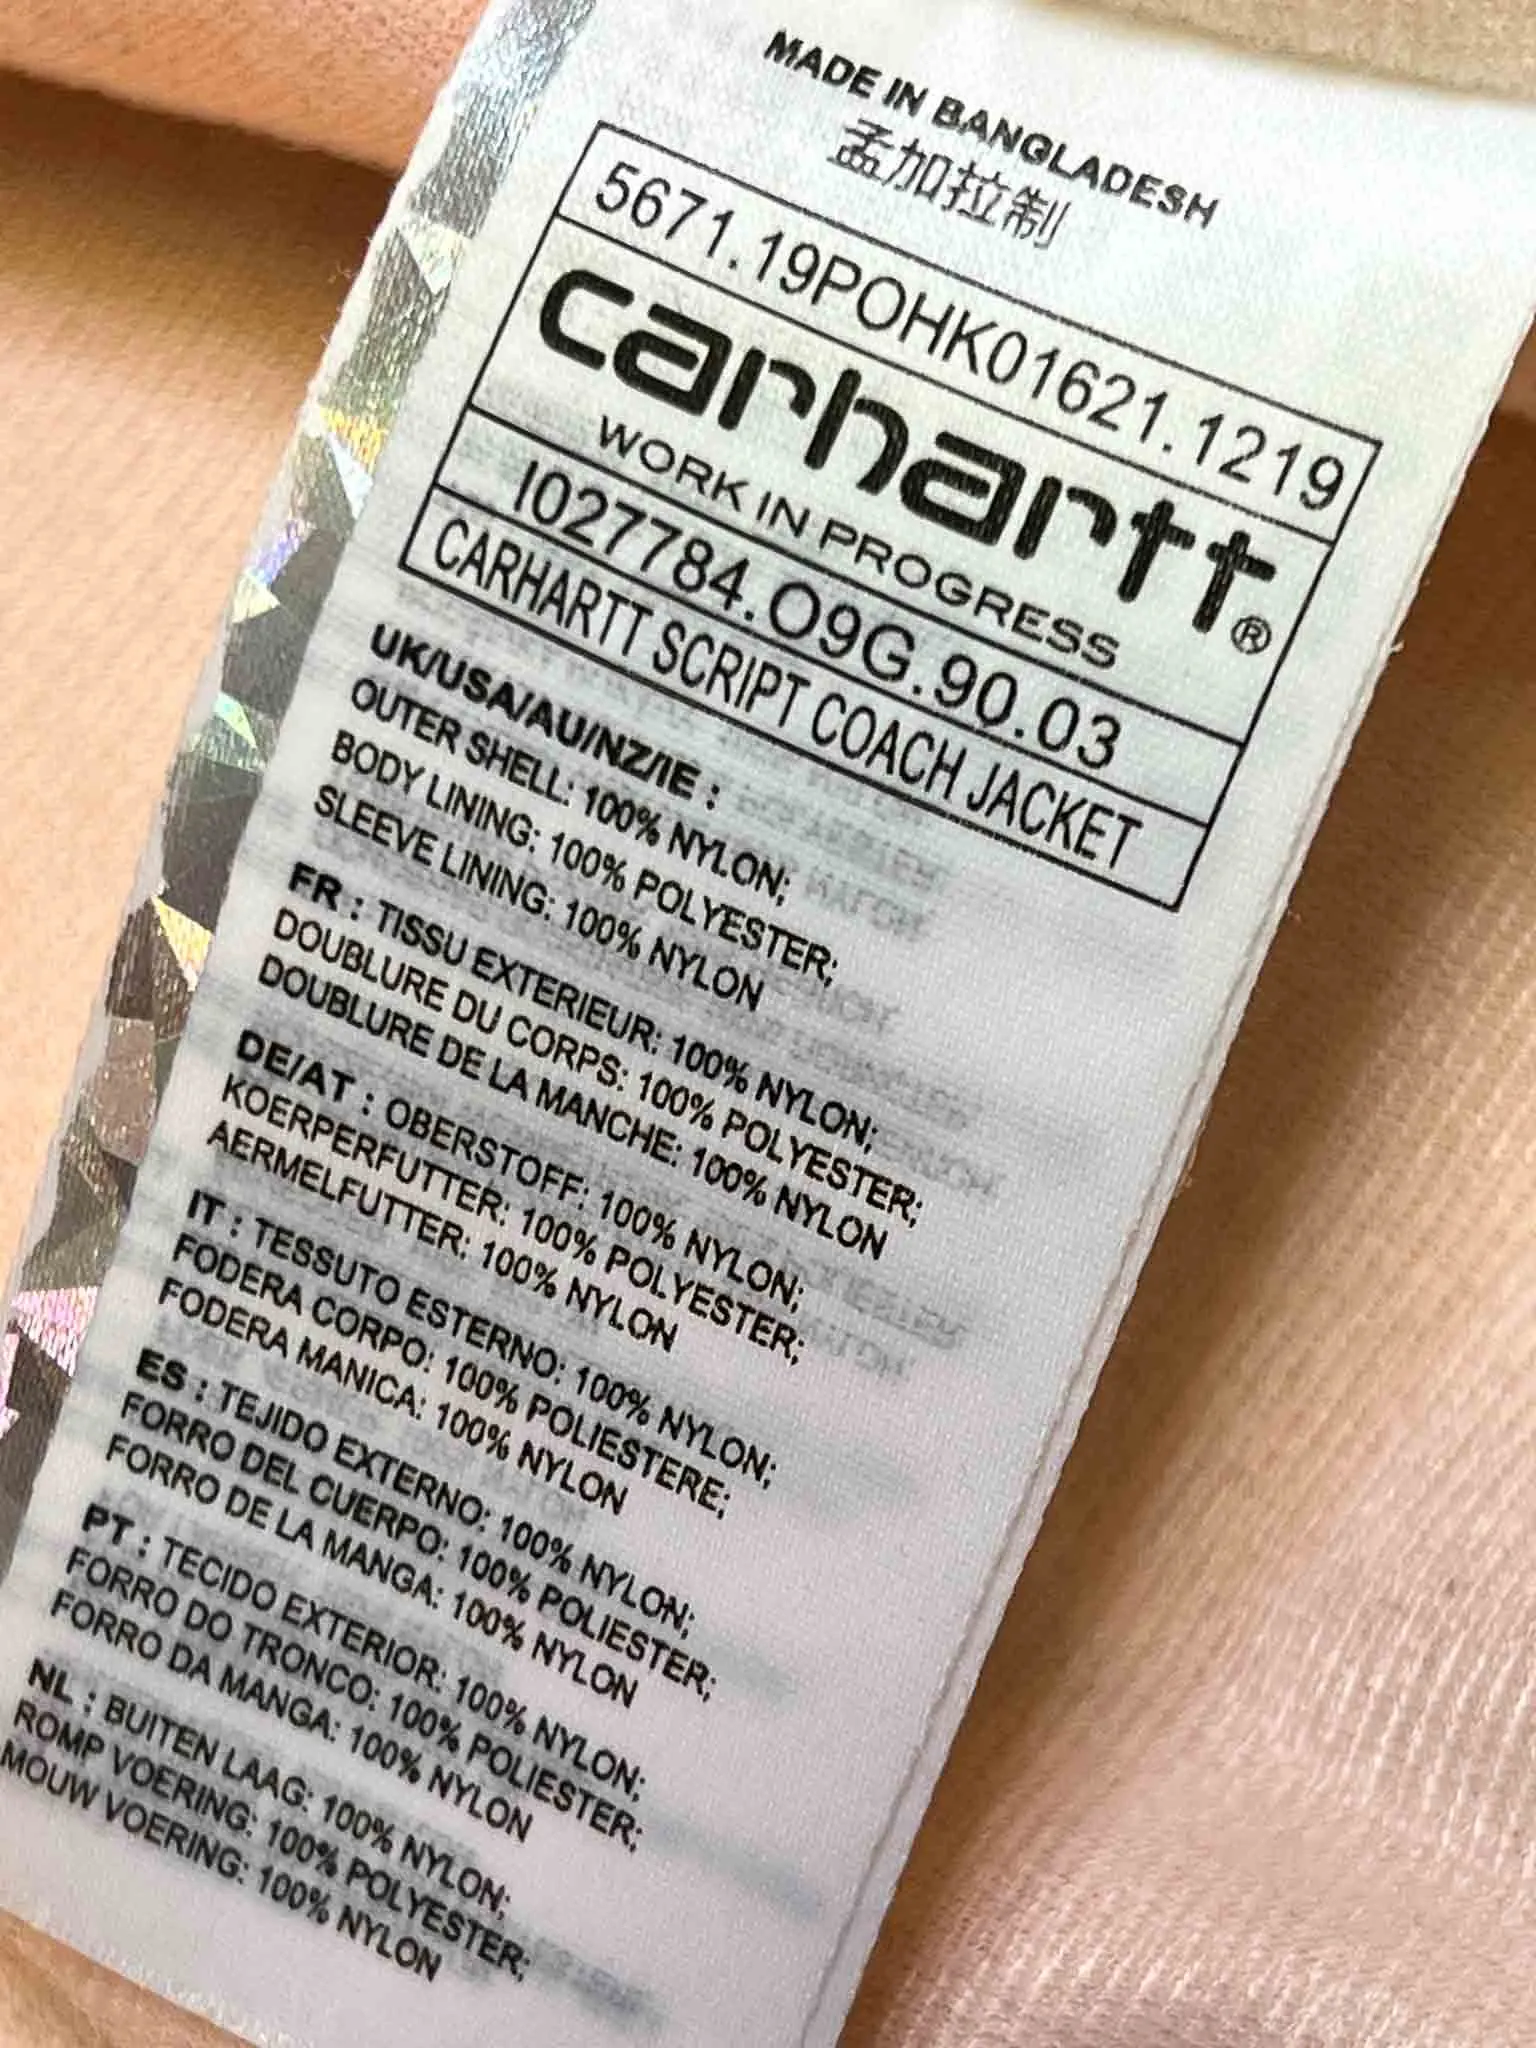 MADE IN BANGLADESH
孟加拉制
5671.19POHK01621.1219
carhartt®
WORK IN PROGRESS
I027784.O9G.90.03
CARHARTT SCRIPT COACH JACKET
UK/USA/AU/NZ/IE :
OUTER SHELL: 100% NYLON;
BODY LINING: 100% POLYESTER;
SLEEVE LINING: 100% NYLON
FR : TISSU EXTERIEUR: 100% NYLON;
DOUBLURE DU CORPS: 100% POLYESTER;
DOUBLURE DE LA MANCHE: 100% NYLON
DE/AT : OBERSTOFF: 100% NYLON;
KOERPERFUTTER: 100% POLYESTER;
AERMELFUTTER: 100% NYLON
IT : TESSUTO ESTERNO: 100% NYLON;
FODERA CORPO: 100% POLIESTERE;
FODERA MANICA: 100% NYLON
ES : TEJIDO EXTERNO: 100% NYLON;
FORRO DEL CUERPO: 100% POLIESTER;
FORRO DE LA MANGA: 100% NYLON
PT : TECIDO EXTERIOR: 100% NYLON;
FORRO DO TRONCO: 100% POLIESTER;
FORRO DA MANGA: 100% NYLON
NL : BUITEN LAAG: 100% NYLON;
ROMP VOERING: 100% POLYESTER;
MOUW VOERING: 100% NYLON